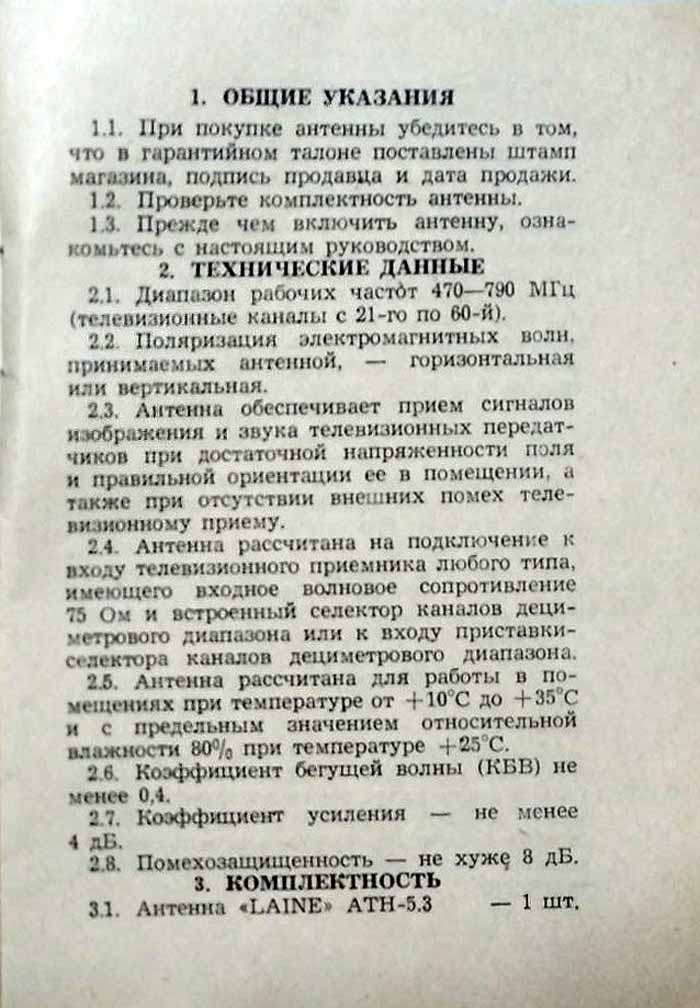 1. ОБЩИЕ УКАЗАНИЯ
1.1. При покупке антенны убедитесь в том,
что в гарантийном талоне поставлены штамп
магазина, подпись продавца и дата продажи.
1.2. Проверьте комплектность антенны.
1.3. Прежде чем включить антенну, озна-
комьтесь с настоящим руководством.
2. ТЕХНИЧЕСКИЕ ДАННЫЕ
2.1. Диапазон рабочих частот 470—790 МГц
(телевизионные каналы с 21-го по 60-й).
2.2. Поляризация электромагнитных волн,
принимаемых антенной, — горизонтальная
или вертикальная.
2.3. Антенна обеспечивает прием сигналов
изображения и звука телевизионных передат-
чиков при достаточной напряженности поля
и правильной ориентации ее в помещении, а
также при отсутствии внешних помех теле-
визионному приему.
2.4. Антенна рассчитана на подключение к
входу телевизионного приемника любого типа,
имеющего входное волновое сопротивление
75 Ом и встроенный селектор каналов деци-
метрового диапазона или к входу приставки-
селектора каналов дециметрового диапазона.
2.5. Антенна рассчитана для работы в по-
мещениях при температуре от +10°С до +35°С
и с предельным значением относительной
влажности 80% при температуре +25°С.
2.6. Коэффициент бегущей волны (КБВ) не
менее 0,4.
2.7. Коэффициент усиления — не менее
4 дБ.
2.8. Помехозащищенность — не хуже 8 дБ.
3. КОМПЛЕКТНОСТЬ
3.1. Антенна «LAINE» АТН-5.3 — 1 шт.